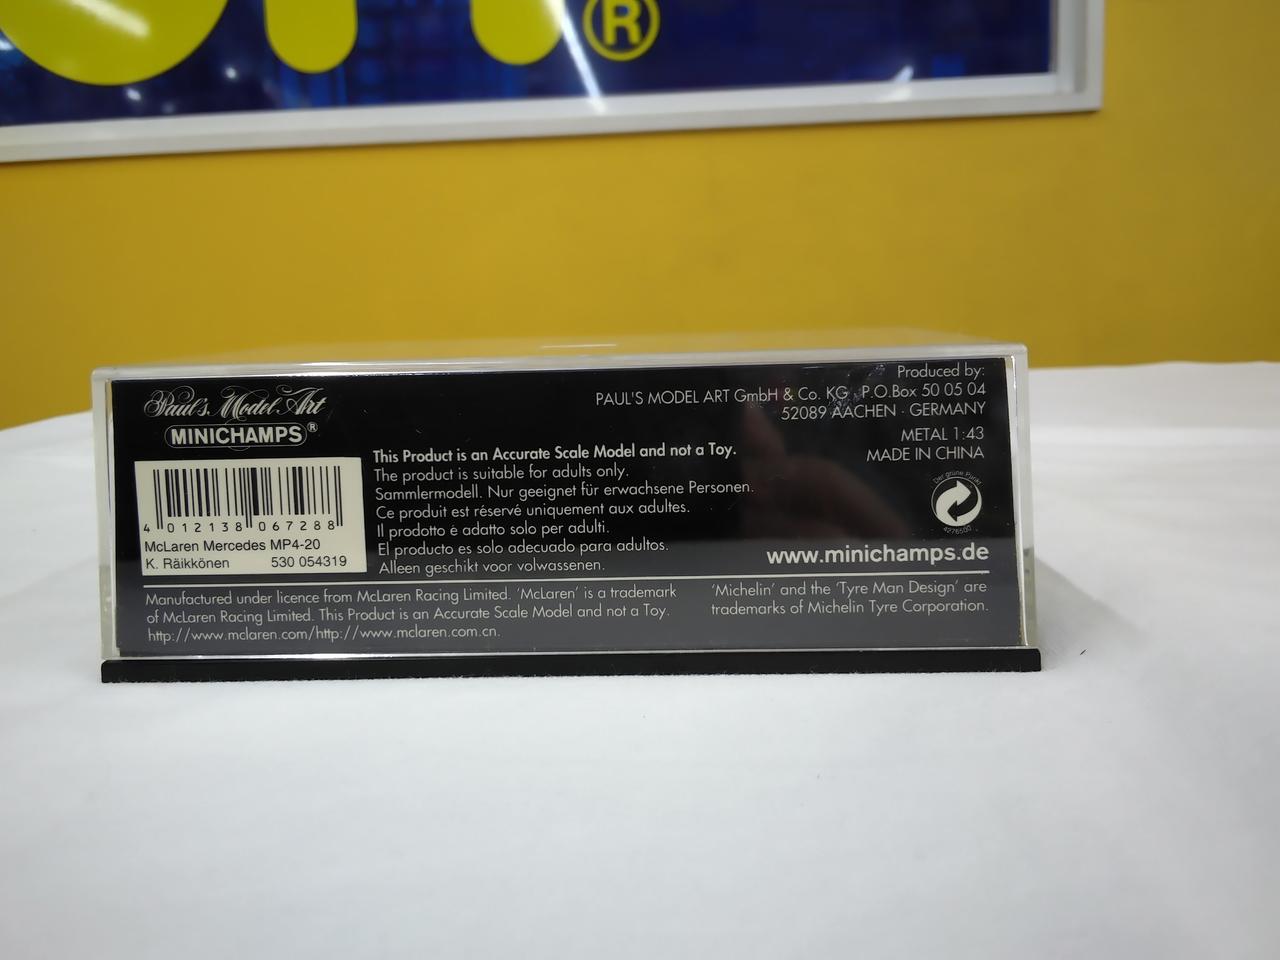 ®
Paul's Model Art
MINICHAMPS®
4 012138 067288
McLaren Mercedes MP4-20
K. Räikkönen 530 054319
Produced by:
PAUL'S MODEL ART GmbH & Co. KG P.O.Box 50 05 04
52089 AACHEN · GERMANY
METAL 1:43
MADE IN CHINA
This Product is an Accurate Scale Model and not a Toy.
The product is suitable for adults only.
Sammlermodell. Nur geeignet für erwachsene Personen.
Ce produit est réservé uniquement aux adultes.
Il prodotto è adatto solo per adulti.
El producto es solo adecuado para adultos.
Alleen geschikt voor volwassenen.
Der grüne Punkt
4276500
www.minichamps.de
Manufactured under licence from McLaren Racing Limited. 'McLaren' is a trademark
of McLaren Racing Limited. This Product is an Accurate Scale Model and not a Toy.
http://www.mclaren.com/http://www.mclaren.com.cn.
'Michelin' and the 'Tyre Man Design' are
trademarks of Michelin Tyre Corporation.